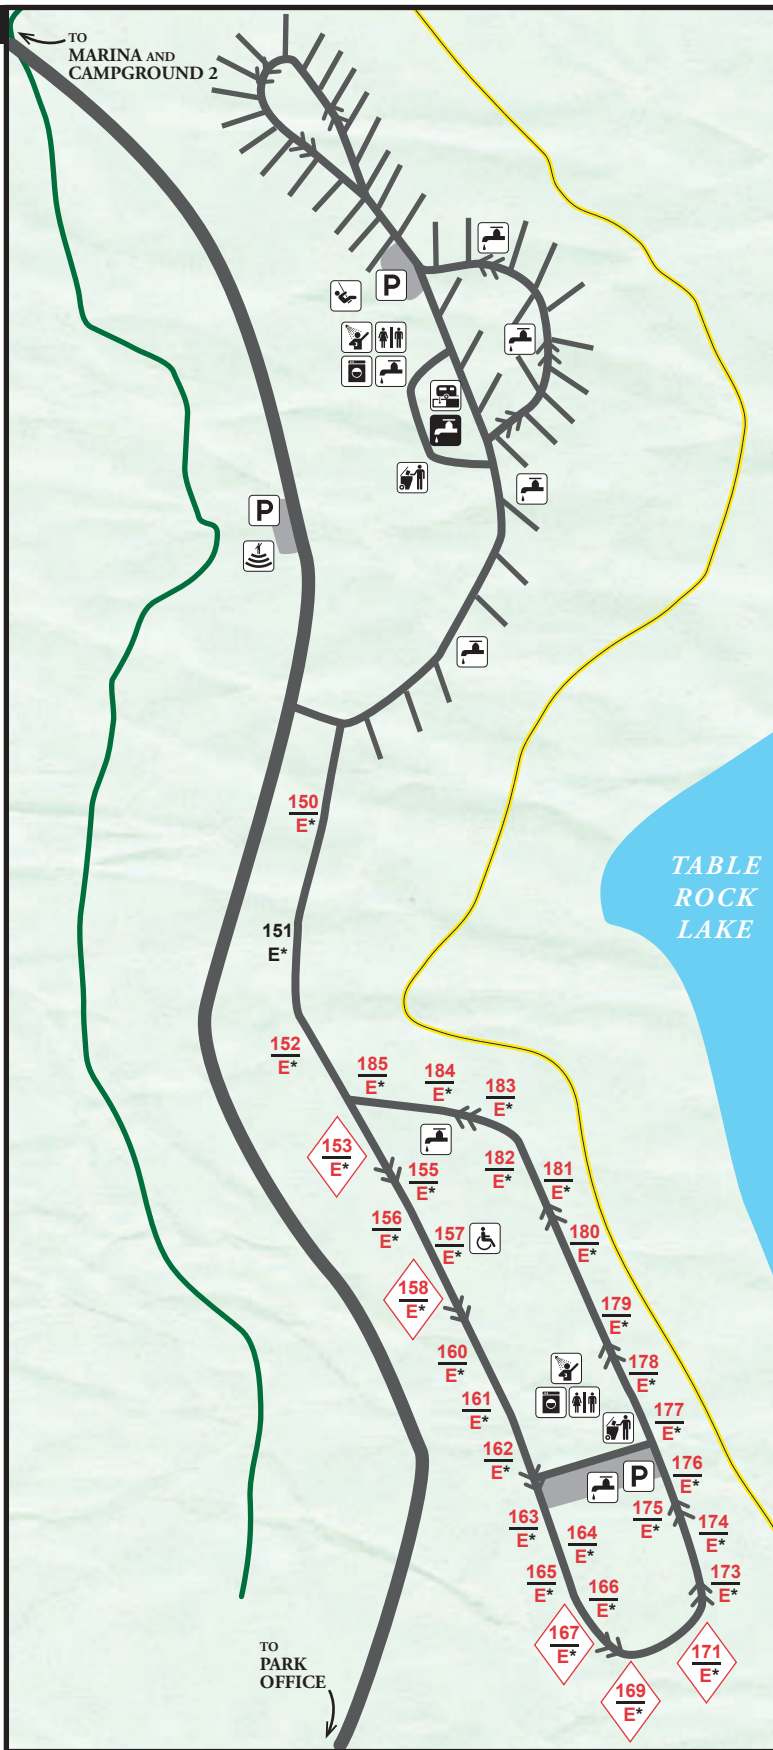 TO
MARINA AND
CAMPGROUND 2
P
P
150
E*
TABLE
ROCK
LAKE
151
E*
152
E*
185
E*
184
E*
183
E*
153
E*
155
E*
182
E*
181
E*
156
E*
157
E*
180
E*
158
E*
179
E*
160
E*
178
E*
161
E*
177
E*
162
E*
P
176
E*
163
E*
164
E*
175
E*
174
E*
165
E*
166
E*
173
E*
167
E*
171
E*
169
E*
TO
PARK
OFFICE